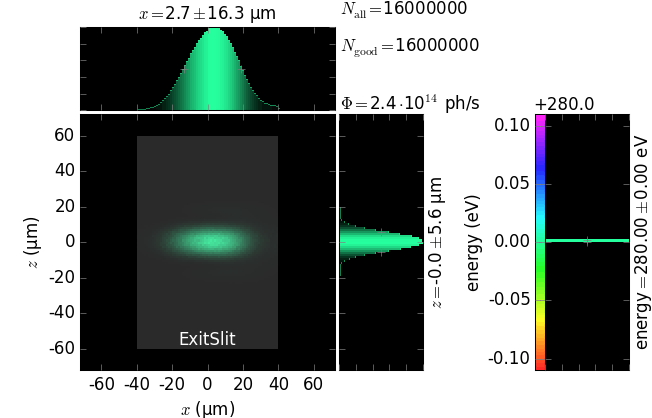 x = 2.7 ± 16.3 μm
N_all = 16000000
N_good = 16000000
Φ = 2.4 · 10^14 ph/s
+280.0
60
40
20
0
-20
-40
-60
z (μm)
ExitSlit
-60 -40 -20 0 20 40 60
x (μm)
z = -0.0 ± 5.6 μm
energy (eV)
0.10
0.05
0.00
-0.05
-0.10
energy = 280.00 ± 0.00 eV